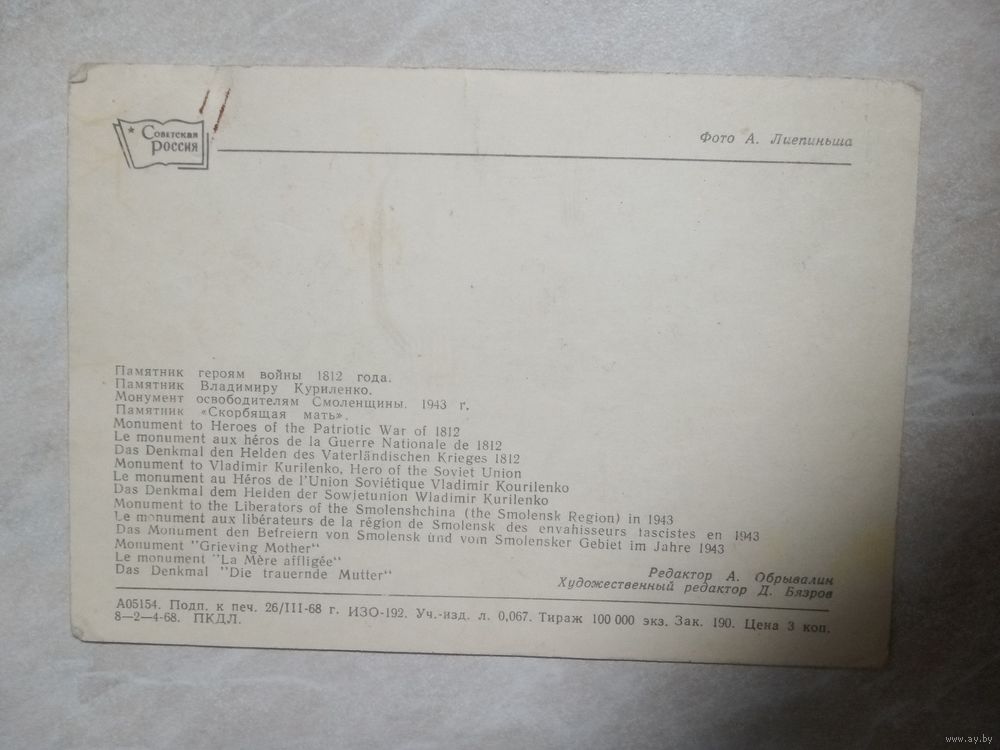 Советская
Россия
Фото А. Лиепиньша
Памятник героям войны 1812 года.
Памятник Владимиру Куриленко.
Монумент освободителям Смоленщины. 1943 г.
Памятник «Скорбящая мать».
Monument to Heroes of the Patriotic War of 1812
Le monument aux héros de la Guerre Nationale de 1812
Das Denkmal den Helden des Vaterländischen Krieges 1812
Monument to Vladimir Kurilenko, Hero of the Soviet Union
Le monument au Héros de l'Union Soviétique Vladimir Kourilenko
Das Denkmal dem Helden der Sowjetunion Wladimir Kurilenko
Monument to the Liberators of the Smolenshchina (the Smolensk Region) in 1943
Le monument aux libérateurs de la région de Smolensk des envahisseurs fascistes en 1943
Das Monument den Befreiern von Smolensk und vom Smolensker Gebiet im Jahre 1943
Monument "Grieving Mother"
Le monument "La Mère affligée"
Das Denkmal "Die trauernde Mutter"
Редактор А. Обрывалин
Художественный редактор Д. Бязров
А05154. Подп. к печ. 26/III-68 г. ИЗО-192. Уч.-изд. л. 0,067. Тираж 100 000 экз. Зак. 190. Цена 3 коп.
8—2—4-68. ПКДЛ.
www.ay.by